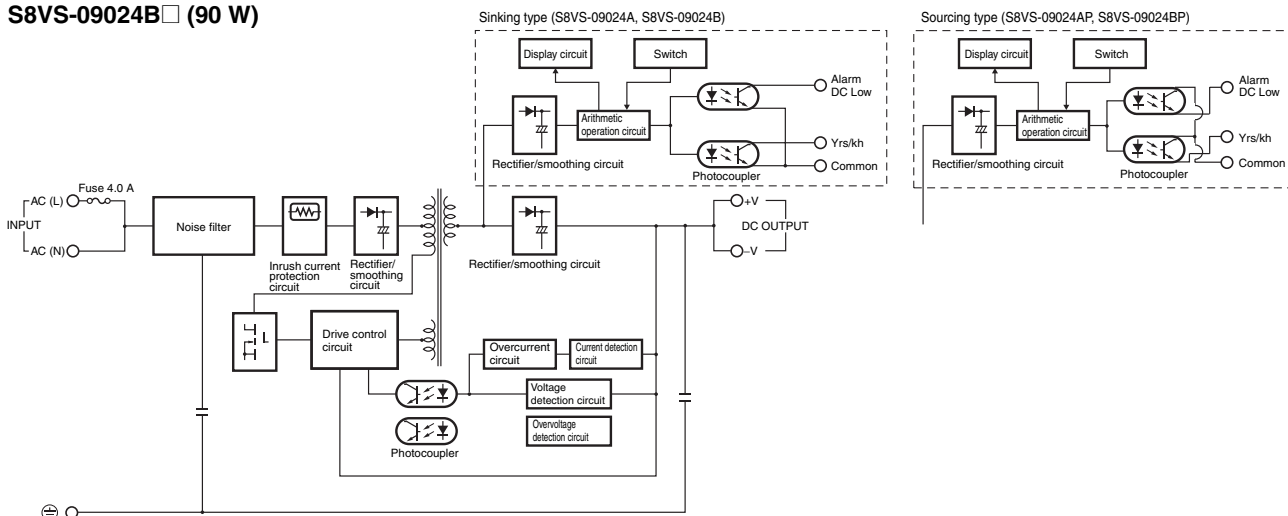 S8VS-09024B□ (90 W)
Sinking type (S8VS-09024A, S8VS-09024B)
Display circuit
Switch
Arithmetic
operation circuit
Rectifier/smoothing circuit
Photocoupler
Alarm
DC Low
Yrs/kh
Common
Sourcing type (S8VS-09024AP, S8VS-09024BP)
Display circuit
Switch
Arithmetic
operation circuit
Rectifier/smoothing circuit
Photocoupler
Alarm
DC Low
Yrs/kh
Common
INPUT
AC (L)
Fuse 4.0 A
AC (N)
Noise filter
Inrush current
protection
circuit
Rectifier/
smoothing
circuit
Rectifier/smoothing circuit
+V
DC OUTPUT
–V
Drive control
circuit
Overcurrent
circuit
Current detection
circuit
Voltage
detection circuit
Overvoltage
detection circuit
Photocoupler